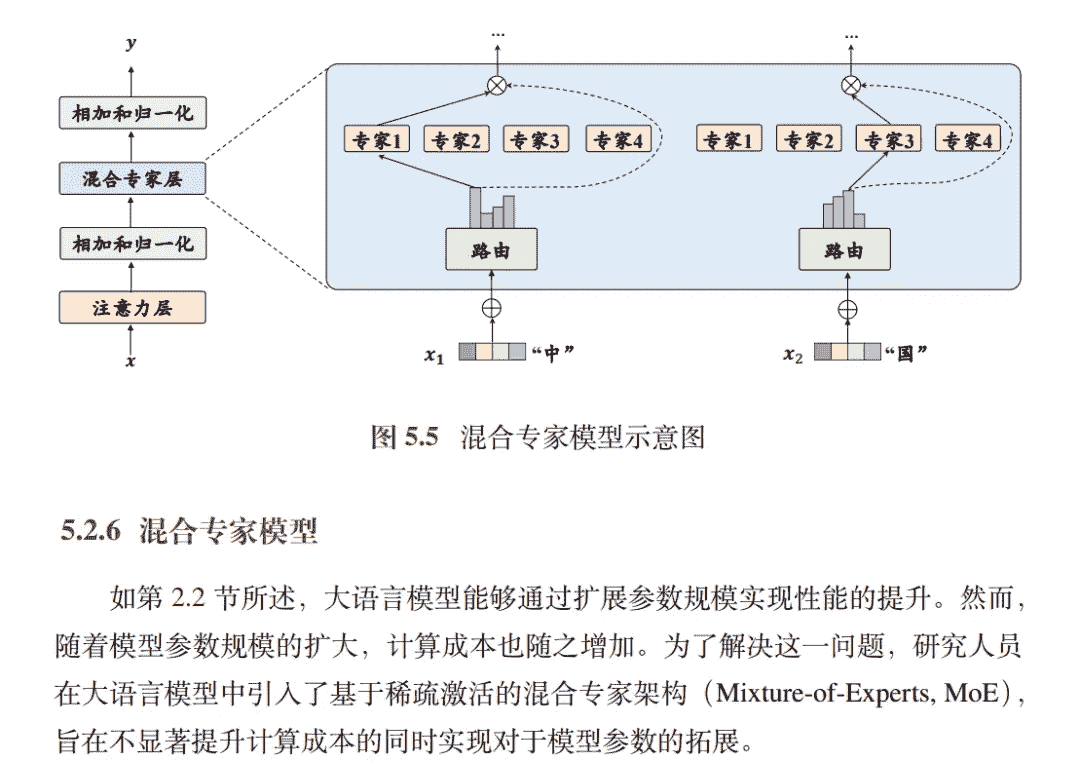 y
相加和归一化
混合专家层
相加和归一化
注意力层
x
... ...
专家1 专家2 专家3 专家4 专家1 专家2 专家3 专家4
路由 路由
x1 “中” x2 “国”
图 5.5 混合专家模型示意图
5.2.6 混合专家模型
如第 2.2 节所述，大语言模型能够通过扩展参数规模实现性能的提升。然而，
随着模型参数规模的扩大，计算成本也随之增加。为了解决这一问题，研究人员
在大语言模型中引入了基于稀疏激活的混合专家架构（Mixture-of-Experts, MoE），
旨在不显著提升计算成本的同时实现对于模型参数的拓展。